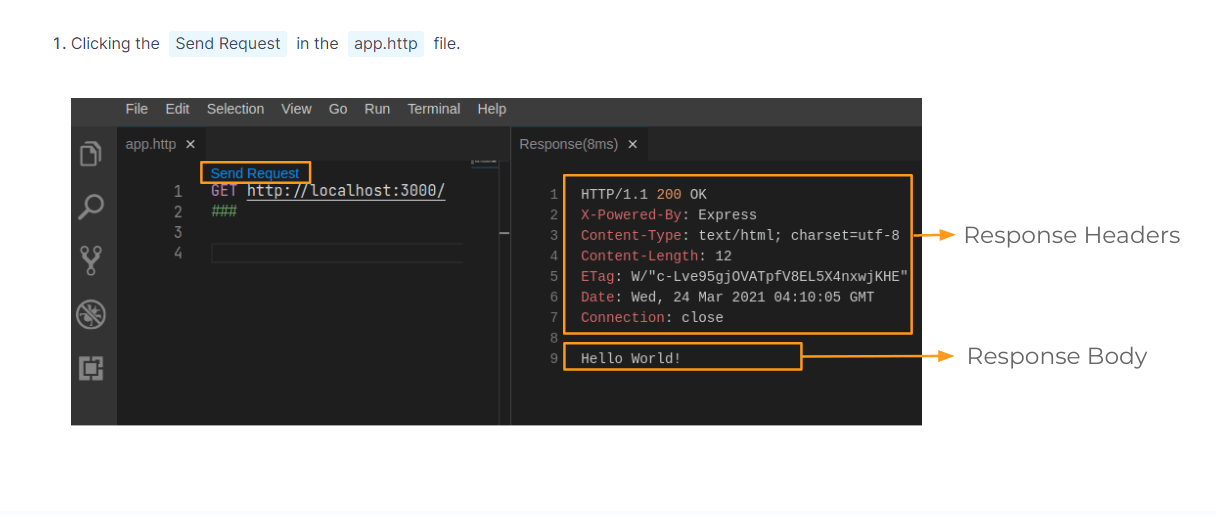 1. Clicking the Send Request in the app.http file.
File Edit Selection View Go Run Terminal Help
app.http ×
Send Request
1 GET http://localhost:3000/
2 ###
3
4
Response(8ms) ×
1 HTTP/1.1 200 OK
2 X-Powered-By: Express
3 Content-Type: text/html; charset=utf-8
4 Content-Length: 12
5 ETag: W/"c-Lve95gjOVATpfV8EL5X4nxwjKHE"
6 Date: Wed, 24 Mar 2021 04:10:05 GMT
7 Connection: close
8
9 Hello World!
Response Headers
Response Body